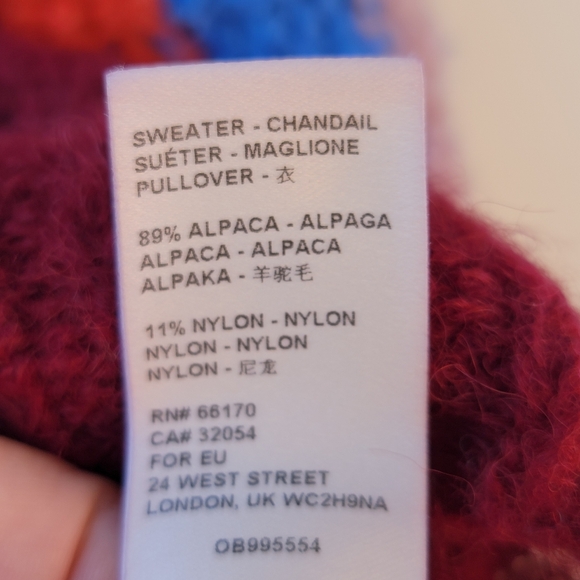 SWEATER - CHANDAIL
SUÉTER - MAGLIONE
PULLOVER - 衣
89% ALPACA - ALPAGA
ALPACA - ALPACA
ALPAKA - 羊驼毛
11% NYLON - NYLON
NYLON - NYLON
NYLON - 尼龙
RN# 66170
CA# 32054
FOR EU
24 WEST STREET
LONDON, UK WC2H9NA
OB995554